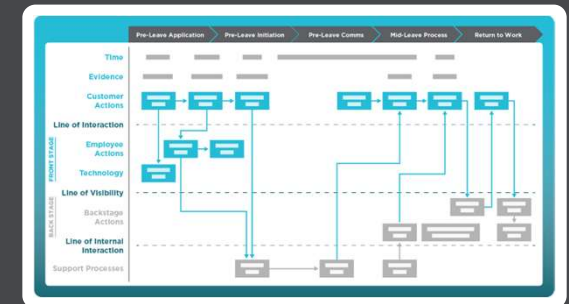 Pre-Leave Application
Pre-Leave Initiation
Pre-Leave Comms
Mid-Leave Process
Return to Work
Time
Evidence
Customer
Actions
Line of Interaction
FRONT STAGE
Employee
Actions
Technology
Line of Visibility
BACK STAGE
Backstage
Actions
Line of Internal
Interaction
Support Processes